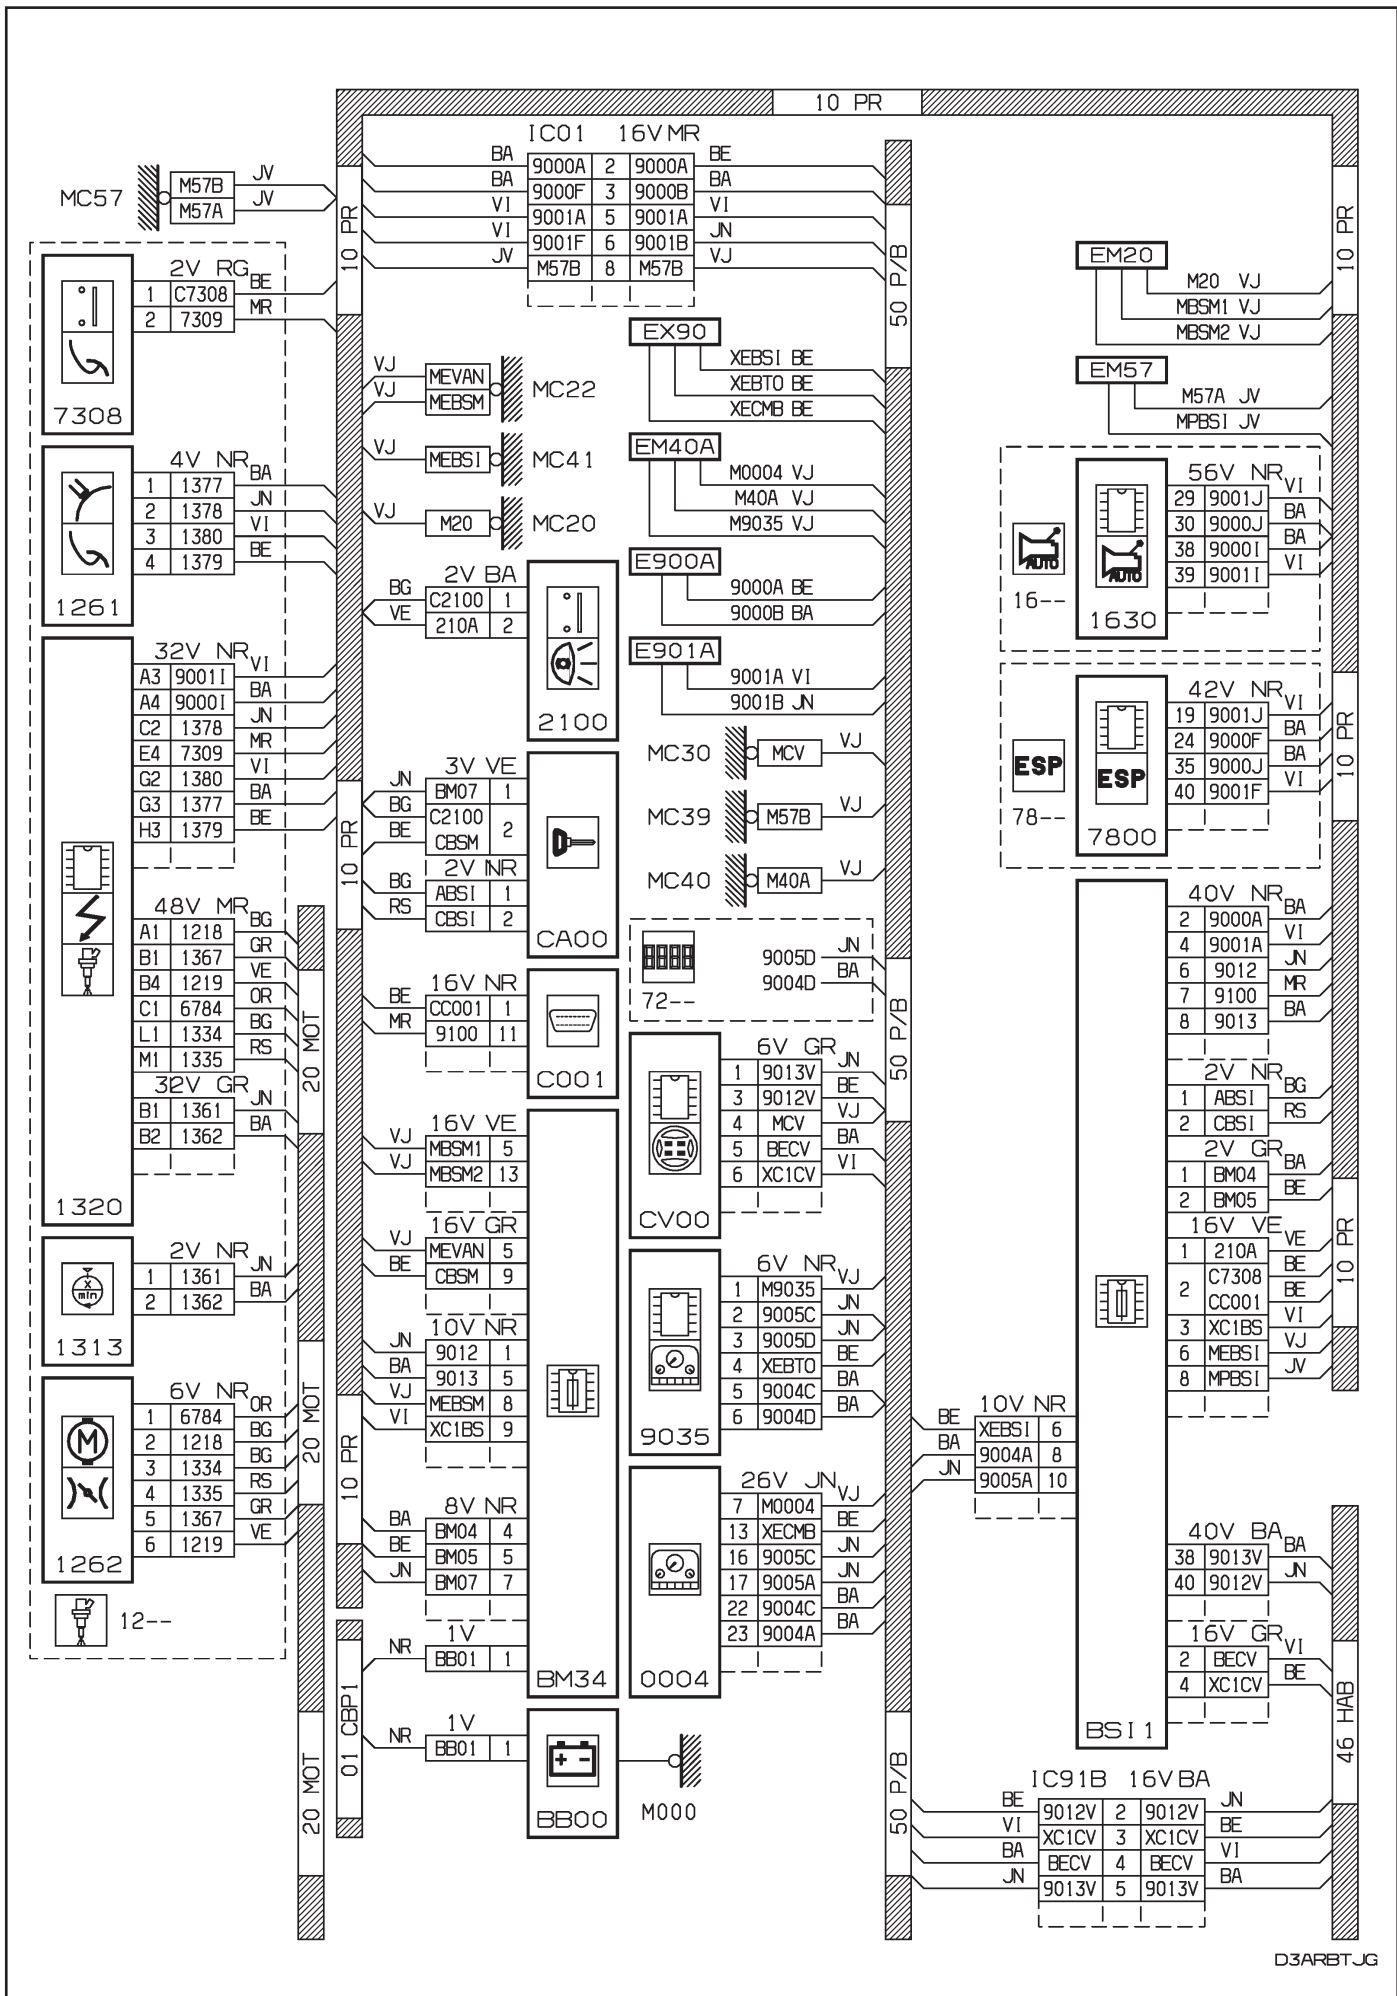 10 PR
IC01 16V MR
BA 9000A 2 9000A BE
BA 9000F 3 9000B BA
VI 9001A 5 9001A VI
VI 9001F 6 9001B JN
JV M57B 8 M57B VJ
10 PR
50 P/B
10 PR
MC57
M57B JV
M57A JV
2V RG
1 C7308 BE
2 7309 MR
7308
4V NR
1 1377 BA
2 1378 JN
3 1380 VI
4 1379 BE
1261
32V NR
A3 9001I VI
A4 9000I BA
C2 1378 JN
E4 7309 MR
G2 1380 VI
G3 1377 BA
H3 1379 BE
48V MR
A1 1218 BG
B1 1367 GR
B4 1219 VE
C1 6784 OR
L1 1334 BG
M1 1335 RS
32V GR
B1 1361 JN
B2 1362 BA
1320
2V NR
1 1361 JN
2 1362 BA
X
min
1313
6V NR
1 6784 OR
2 1218 BG
3 1334 BG
4 1335 RS
5 1367 GR
6 1219 VE
M
1262
12--
20 MOT
20 MOT
20 MOT
10 PR
10 PR
01 CBP1
VJ MEVAN
VJ MEBSM
MC22
VJ MEBSI
MC41
VJ M20
MC20
2V BA
BG C2100 1
VE 210A 2
2100
3V VE
JN BM07 1
BG C2100
BE CBSM 2
2V NR
BG ABSI 1
RS CBSI 2
CA00
16V NR
BE CC001 1
MR 9100 11
C001
16V VE
VJ MBSM1 5
VJ MBSM2 13
16V GR
VJ MEVAN 5
BE CBSM 9
10V NR
JN 9012 1
BA 9013 5
VJ MEBSM 8
VI XC1BS 9
8V NR
BA BM04 4
BE BM05 5
JN BM07 7
1V
NR BB01 1
BM34
1V
NR BB01 1
+ -
BB00
M000
EX90
XEBSI BE
XEBTO BE
XECMB BE
EM40A
M0004 VJ
M40A VJ
M9035 VJ
E900A
9000A BE
9000B BA
E901A
9001A VI
9001B JN
MC30
MCV VJ
MC39
M57B VJ
MC40
M40A VJ
9005D JN
9004D BA
72--
6V GR
1 9013V JN
3 9012V BE
4 MCV VJ
5 BECV BA
6 XC1CV VI
CV00
6V NR
1 M9035 VJ
2 9005C JN
3 9005D JN
4 XEBTO BE
5 9004C BA
6 9004D BA
9035
26V JN
7 M0004 VJ
13 XECMB BE
16 9005C JN
17 9005A JN
22 9004C BA
23 9004A BA
0004
50 P/B
50 P/B
EM20
M20 VJ
MBSM1 VJ
MBSM2 VJ
EM57
M57A JV
MPBSI JV
56V NR
29 9001J VI
30 9000J BA
38 9000I BA
39 9001I VI
AUTO
AUTO
16--
1630
42V NR
19 9001J VI
24 9000F BA
35 9000J BA
40 9001F VI
ESP
ESP
78--
7800
10 PR
40V NR
2 9000A BA
4 9001A VI
6 9012 JN
7 9100 MR
8 9013 BA
2V NR
1 ABSI BG
2 CBSI RS
2V GR
1 BM04 BA
2 BM05 BE
16V VE
1 210A VE
2 C7308 BE
CC001 BE
3 XC1BS VI
6 MEBSI VJ
8 MPBSI JV
10 PR
10V NR
BE XEBSI 6
BA 9004A 8
JN 9005A 10
40V BA
38 9013V BA
40 9012V JN
16V GR
2 BECV VI
4 XC1CV BE
BSI1
46 HAB
IC91B 16V BA
BE 9012V 2 9012V JN
VI XC1CV 3 XC1CV BE
BA BECV 4 BECV VI
JN 9013V 5 9013V BA
D3ARBTJG